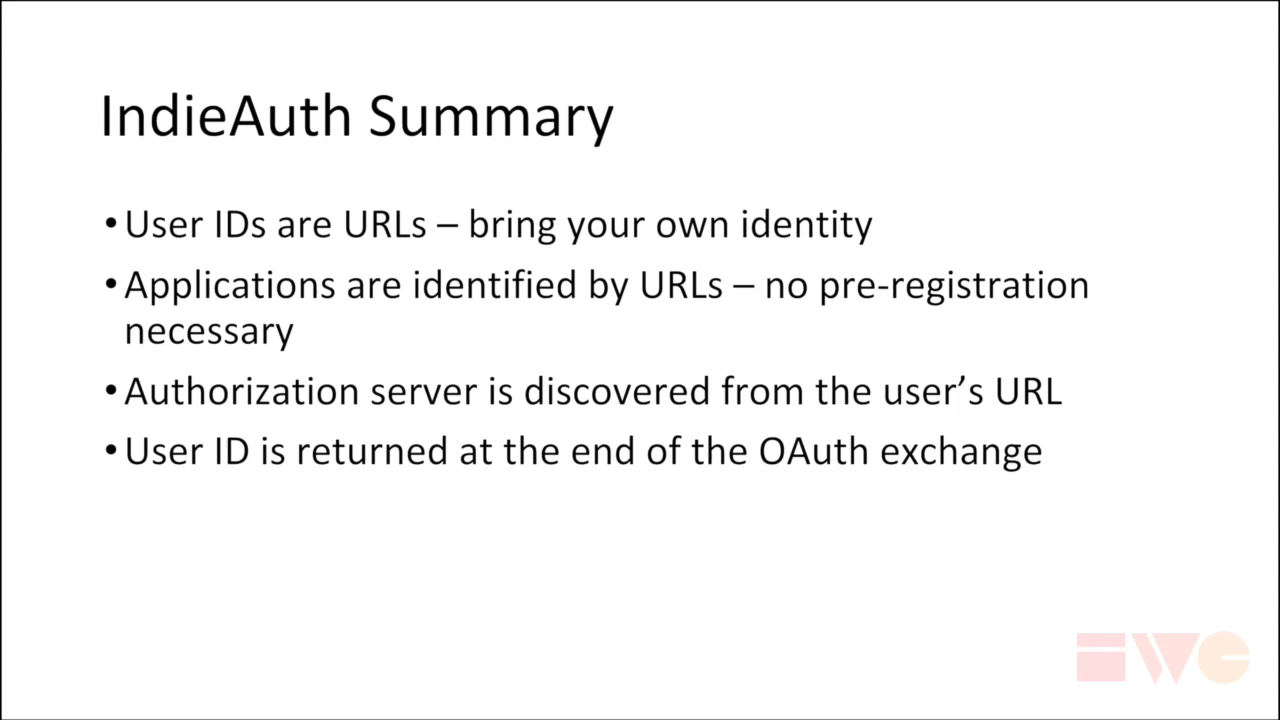 IndieAuth Summary
•User IDs are URLs – bring your own identity
•Applications are identified by URLs – no pre-registration
necessary
•Authorization server is discovered from the user’s URL
•User ID is returned at the end of the OAuth exchange
IWC